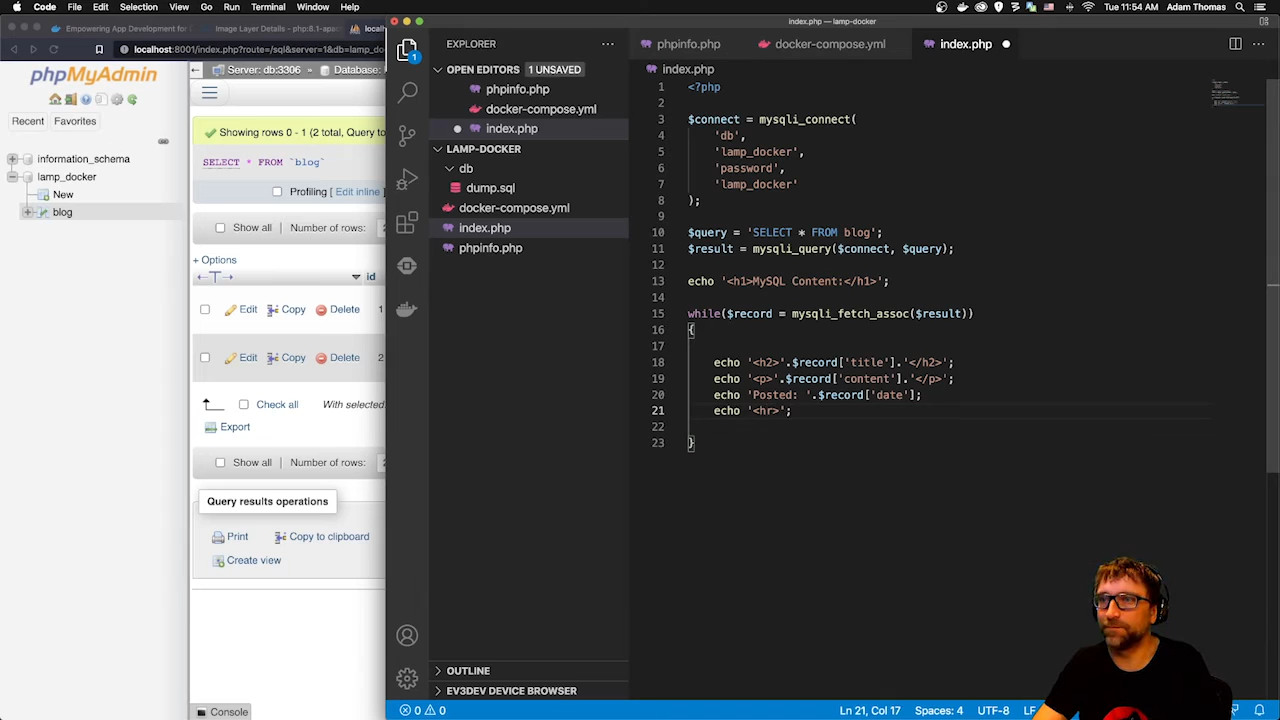 Code File Edit Selection View Go Run Terminal Window Help
Tue 11:54 AM Adam Thomas
Empowering App Development for
Image Layer Details - php:8.1-apac
localh
localhost:8001/index.php?route=/sql&server=1&db=lamp_do
phpMyAdmin
Recent Favorites
information_schema
lamp_docker
New
blog
Server: db:3306 » Database:
Showing rows 0 - 1 (2 total, Query to
SELECT * FROM `blog`
Profiling [ Edit inline ]
Show all | Number of rows: 2
+ Options
←T→ id
Edit Copy Delete 1
Edit Copy Delete 2
Check all With selected:
Export
Show all | Number of rows:
Query results operations
Print Copy to clipboard
Create view
Console
index.php — lamp-docker
1
EXPLORER
OPEN EDITORS 1 UNSAVED
phpinfo.php
docker-compose.yml
index.php
LAMP-DOCKER
db
dump.sql
docker-compose.yml
index.php
phpinfo.php
OUTLINE
EV3DEV DEVICE BROWSER
phpinfo.php docker-compose.yml index.php
index.php
1 <?php
2
3 $connect = mysqli_connect(
4 'db',
5 'lamp_docker',
6 'password',
7 'lamp_docker'
8 );
9
10 $query = 'SELECT * FROM blog';
11 $result = mysqli_query($connect, $query);
12
13 echo '<h1>MySQL Content:</h1>';
14
15 while($record = mysqli_fetch_assoc($result))
16 {
17
18 echo '<h2>'.$record['title'].'</h2>';
19 echo '<p>'.$record['content'].'</p>';
20 echo 'Posted: '.$record['date'];
21 echo '<hr>';
22
23 }
0 0
Ln 21, Col 17 Spaces: 4 UTF-8 LF